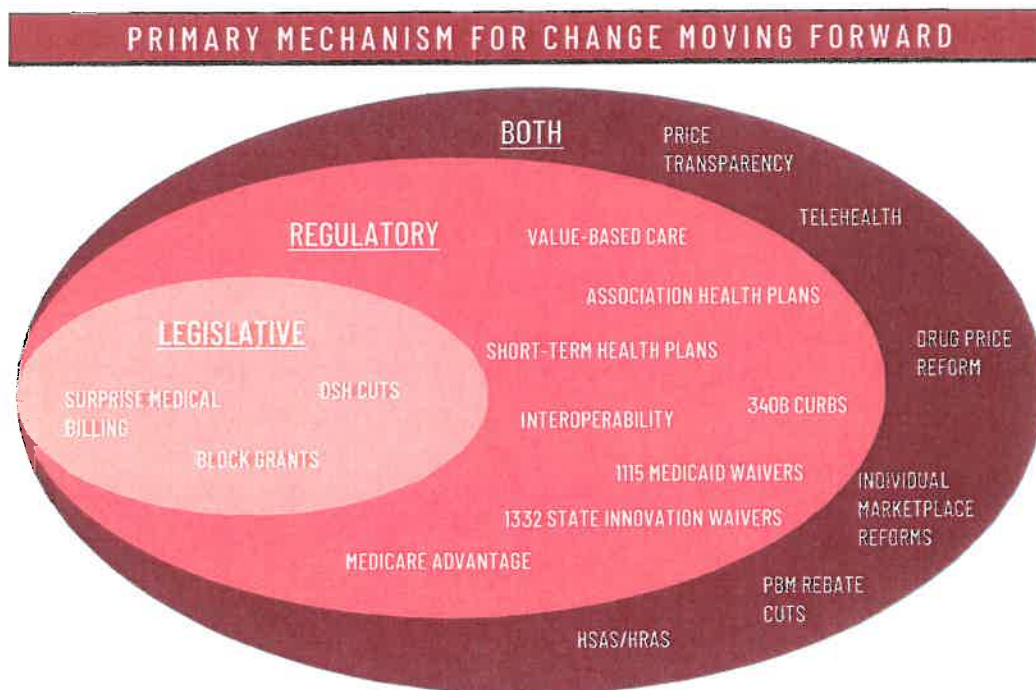 PRIMARY MECHANISM FOR CHANGE MOVING FORWARD
BOTH
PRICE
TRANSPARENCY
TELEHEALTH
DRUG PRICE
REFORM
INDIVIDUAL
MARKETPLACE
REFORMS
PBM REBATE
CUTS
HSAS/HRAS
REGULATORY
VALUE-BASED CARE
ASSOCIATION HEALTH PLANS
SHORT-TERM HEALTH PLANS
340B CURBS
INTEROPERABILITY
1115 MEDICAID WAIVERS
1332 STATE INNOVATION WAIVERS
MEDICARE ADVANTAGE
LEGISLATIVE
DSH CUTS
SURPRISE MEDICAL
BILLING
BLOCK GRANTS